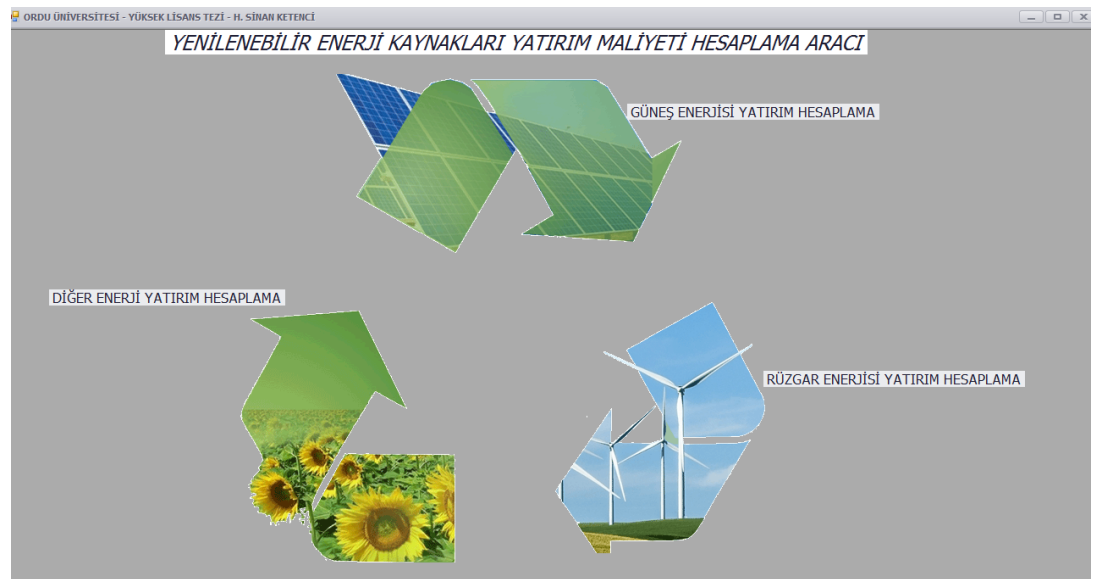 ORDU ÜNİVERSİTESİ - YÜKSEK LİSANS TEZİ - H. SİNAN KETENCİ
YENİLENEBİLİR ENERJİ KAYNAKLARI YATIRIM MALİYETİ HESAPLAMA ARACI
GÜNEŞ ENERJİSİ YATIRIM HESAPLAMA
DİĞER ENERJİ YATIRIM HESAPLAMA
RÜZGAR ENERJİSİ YATIRIM HESAPLAMA